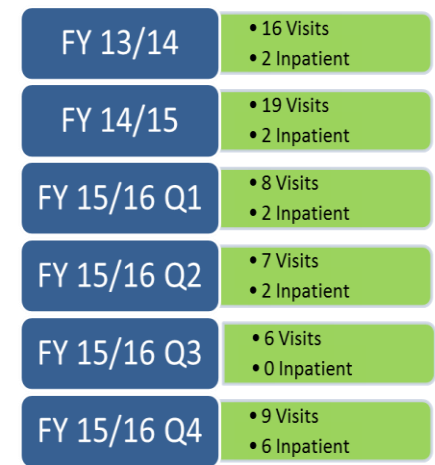 FY 13/14
• 16 Visits
• 2 Inpatient
FY 14/15
• 19 Visits
• 2 Inpatient
FY 15/16 Q1
• 8 Visits
• 2 Inpatient
FY 15/16 Q2
• 7 Visits
• 2 Inpatient
FY 15/16 Q3
• 6 Visits
• 0 Inpatient
FY 15/16 Q4
• 9 Visits
• 6 Inpatient